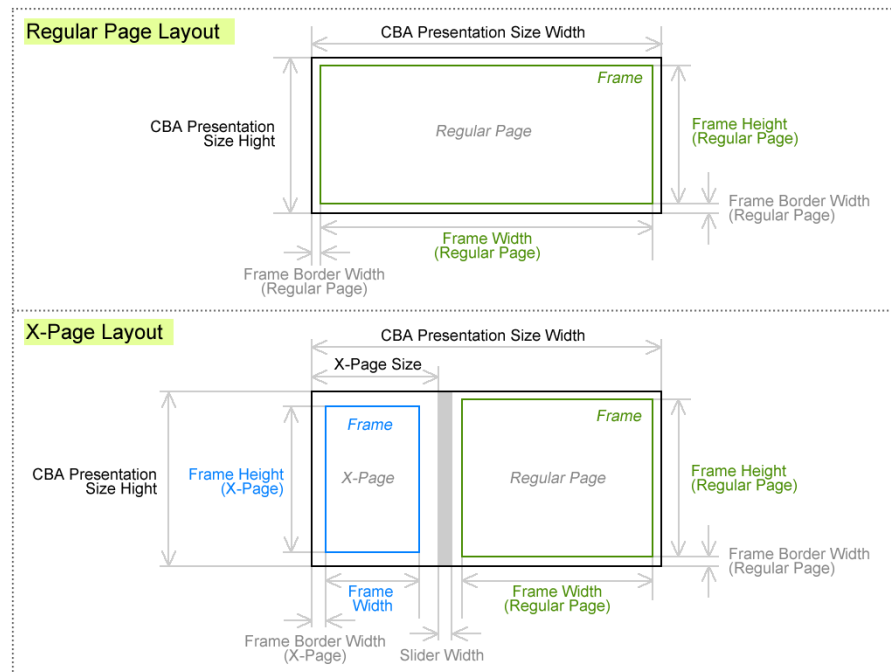 Regular Page Layout
CBA Presentation Size Width
Frame
CBA Presentation
Size Hight
Regular Page
Frame Height
(Regular Page)
Frame Border Width
(Regular Page)
Frame Width
(Regular Page)
Frame Border Width
(Regular Page)
X-Page Layout
CBA Presentation Size Width
X-Page Size
Frame
Frame
CBA Presentation
Size Hight
Frame Height
(X-Page)
X-Page
Regular Page
Frame Height
(Regular Page)
Frame Border Width
(Regular Page)
Frame
Width
Frame Width
(Regular Page)
Frame Border Width
(X-Page)
Slider Width